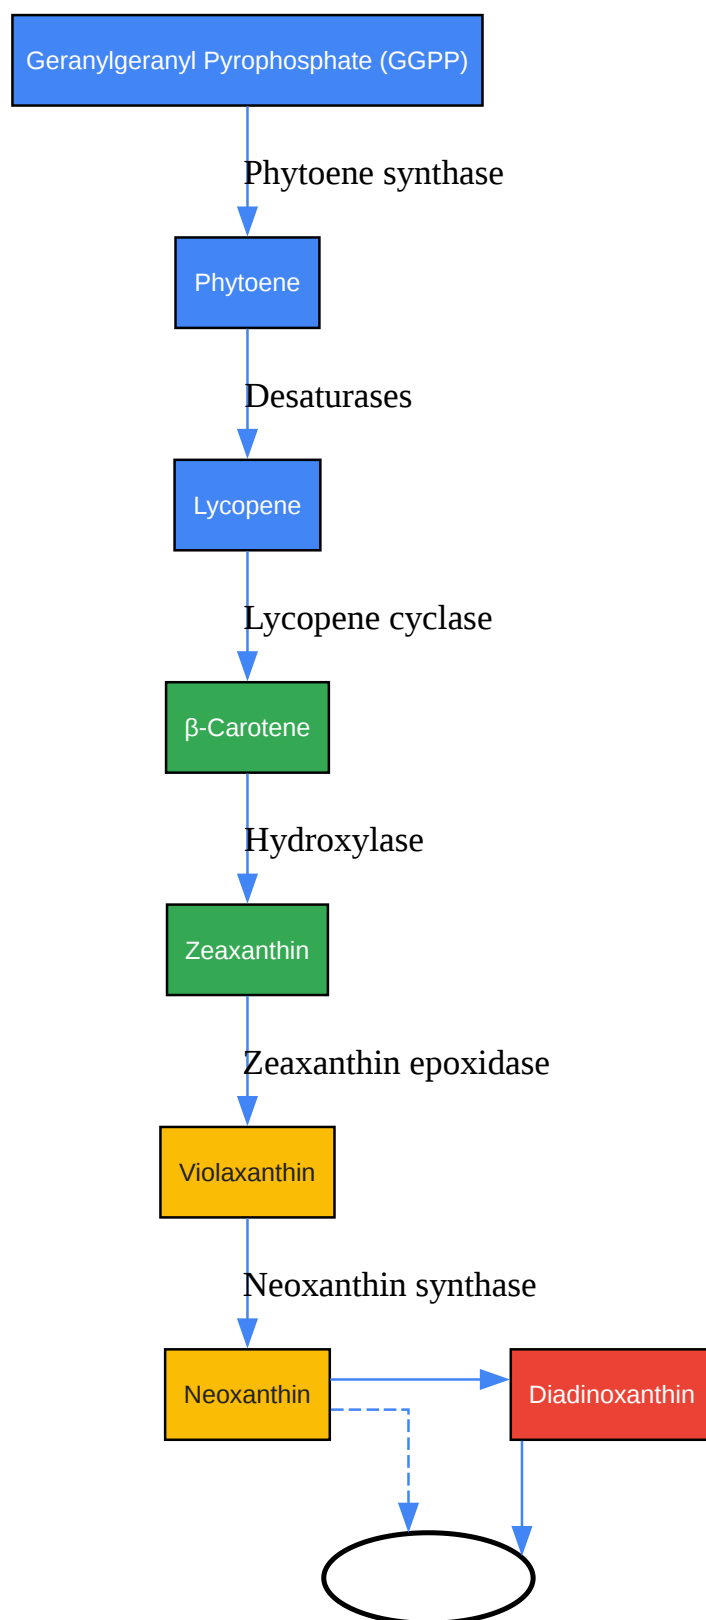 Geranylgeranyl Pyrophosphate (GGPP)
Phytoene synthase
Phytoene
Desaturases
Lycopene
Lycopene cyclase
β-Carotene
Hydroxylase
Zeaxanthin
Zeaxanthin epoxidase
Violaxanthin
Neoxanthin synthase
Neoxanthin
Diadinoxanthin